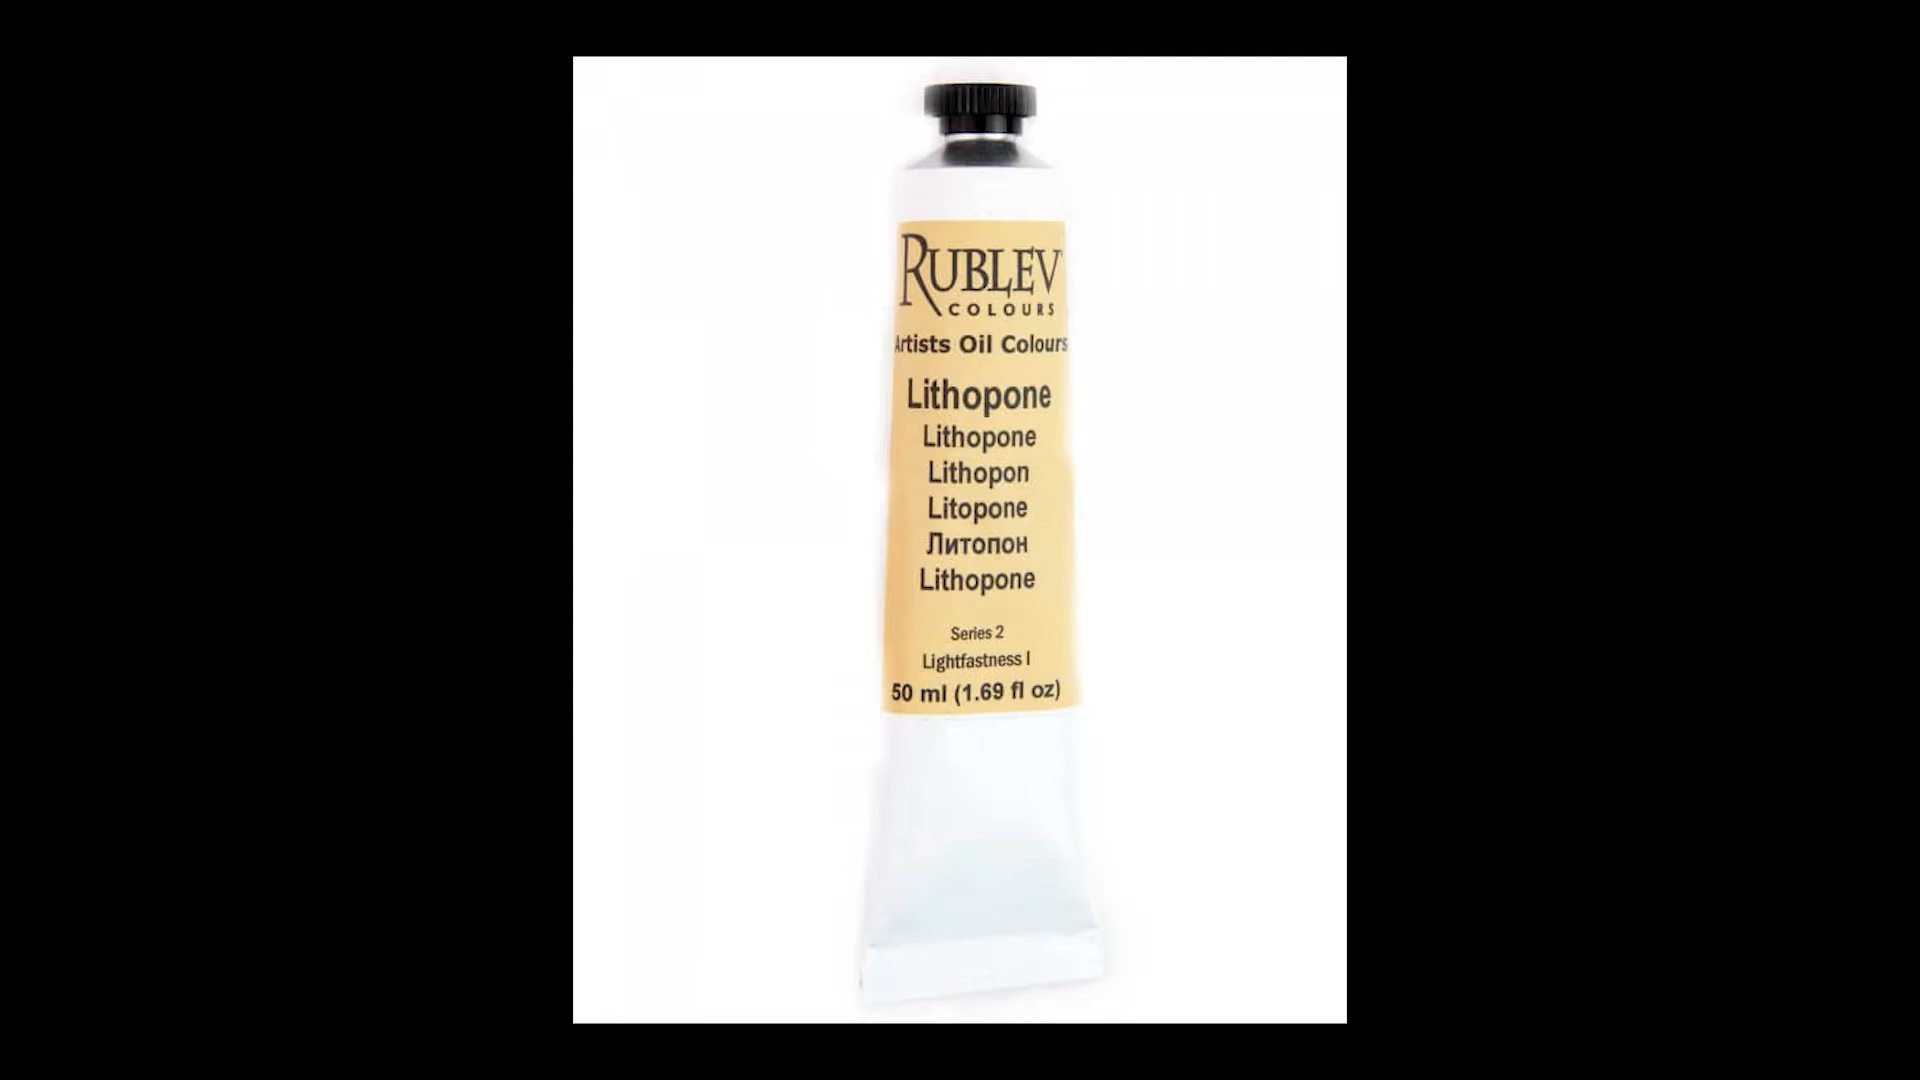 RUBLEV
COLOURS
Artists Oil Colours
Lithopone
Lithopone
Lithopon
Litopone
Литопон
Lithopone
Series 2
Lightfastness I
50 ml (1.69 fl oz)